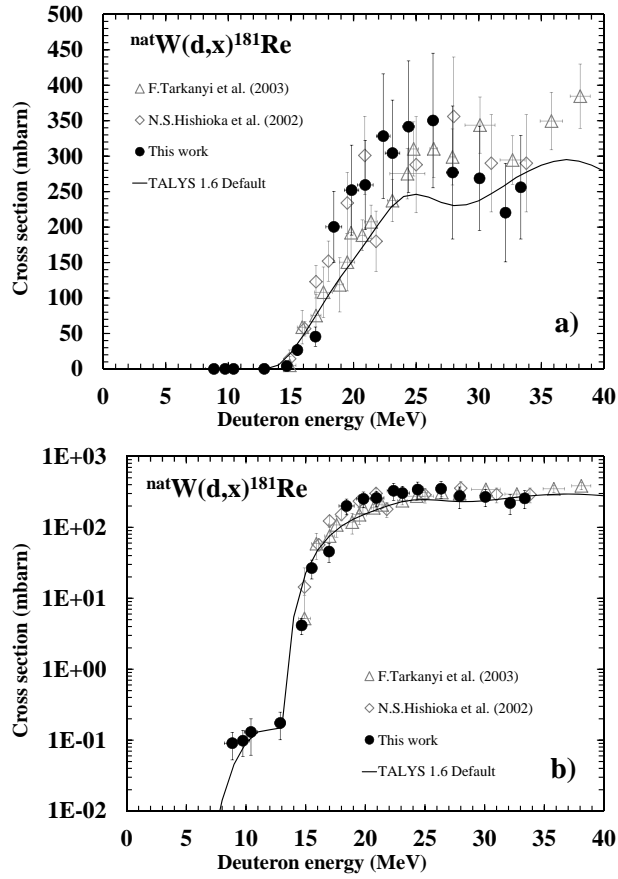 500
450
400
350
300
250
200
150
100
50
0
Cross section (mbarn)
natW(d,x)181Re
F.Tarkanyi et al. (2003)
N.S.Hishioka et al. (2002)
This work
TALYS 1.6 Default
a)
0 5 10 15 20 25 30 35 40
Deuteron energy (MeV)
1E+03
1E+02
1E+01
1E+00
1E-01
1E-02
Cross section (mbarn)
natW(d,x)181Re
F.Tarkanyi et al. (2003)
N.S.Hishioka et al. (2002)
This work
TALYS 1.6 Default
b)
0 5 10 15 20 25 30 35 40
Deuteron energy (MeV)